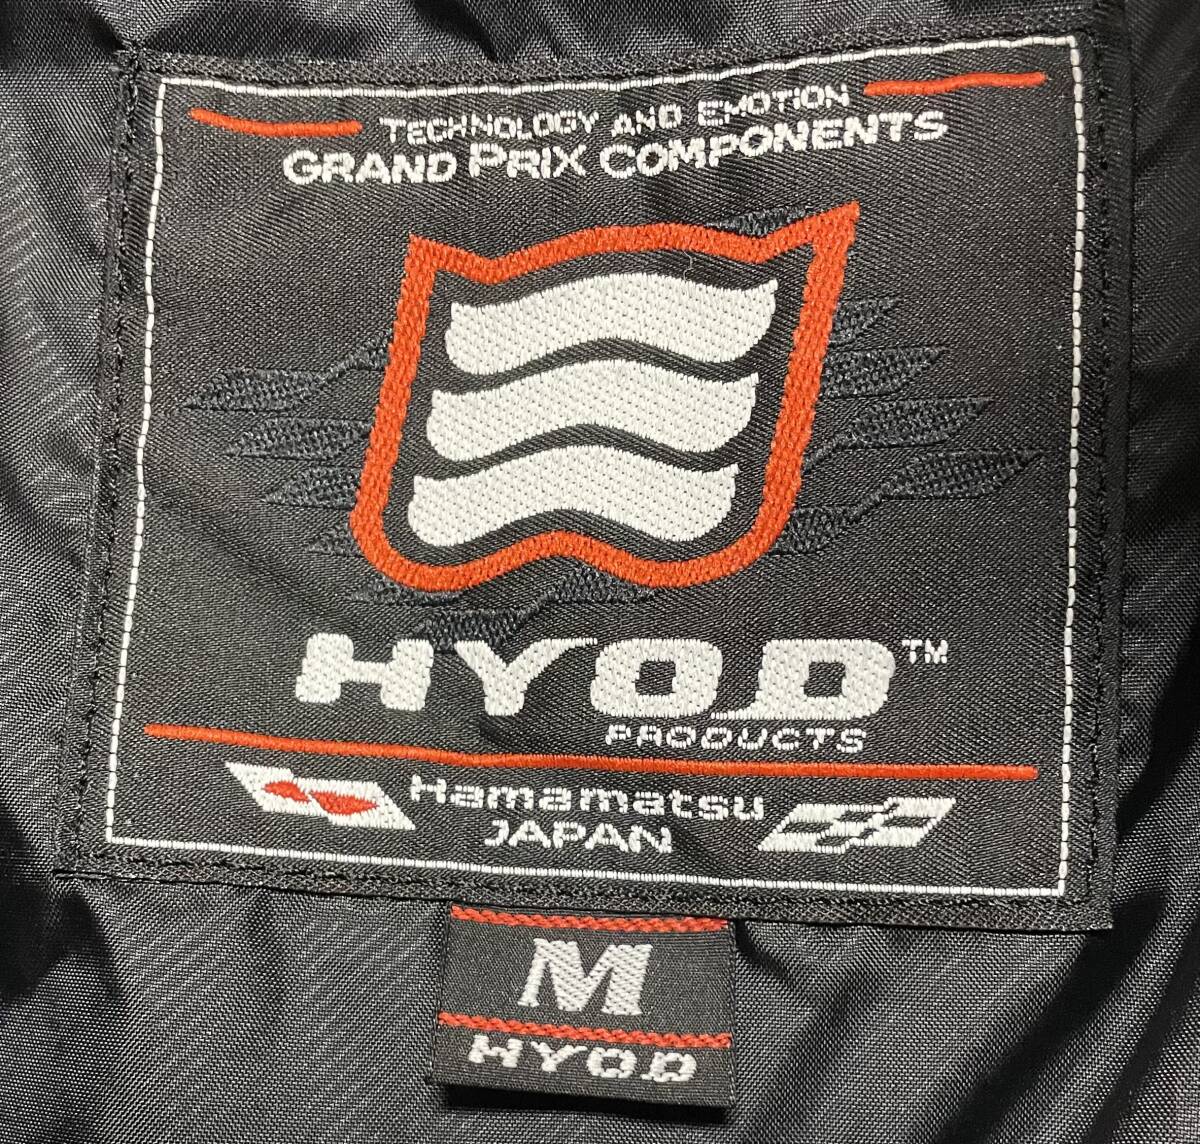 TECHNOLOGY AND EMOTION
GRAND PRIX COMPONENTS
HYOD™
PRODUCTS
Hamamatsu
JAPAN
M
HYOD